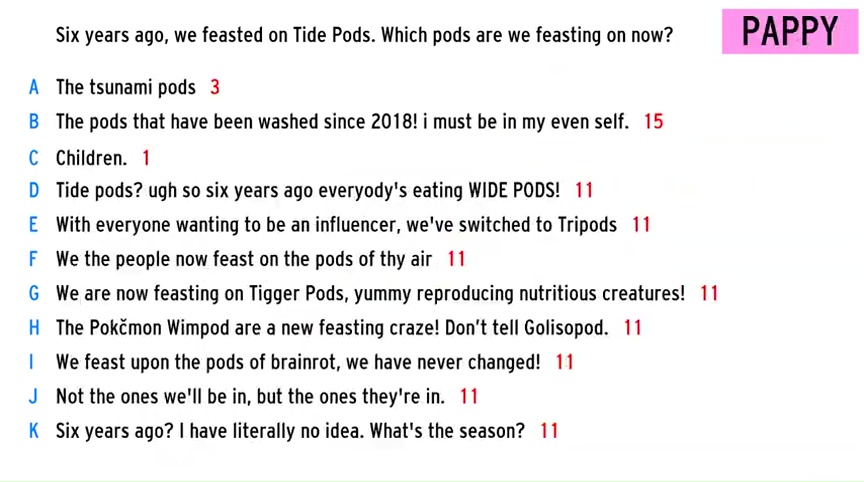 Six years ago, we feasted on Tide Pods. Which pods are we feasting on now?
PAPPY
A The tsunami pods 3
B The pods that have been washed since 2018! i must be in my even self. 15
C Children. 1
D Tide pods? ugh so six years ago everyody's eating WIDE PODS! 11
E With everyone wanting to be an influencer, we've switched to Tripods 11
F We the people now feast on the pods of thy air 11
G We are now feasting on Tigger Pods, yummy reproducing nutritious creatures! 11
H The Pokčmon Wimpod are a new feasting craze! Don't tell Golisopod. 11
I We feast upon the pods of brainrot, we have never changed! 11
J Not the ones we'll be in, but the ones they're in. 11
K Six years ago? I have literally no idea. What's the season? 11